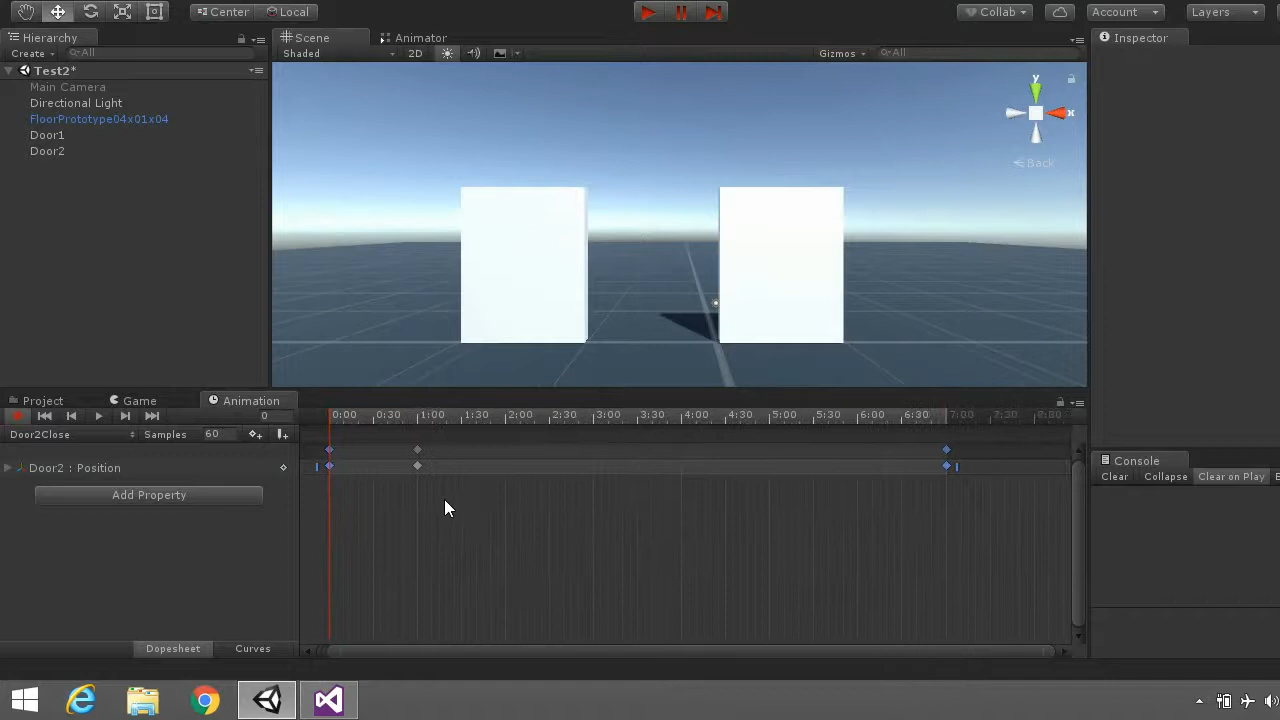 Center Local Collab Account Layers
Hierarchy Scene Animator Inspector
Create All Shaded 2D Gizmos All
Test2*
Main Camera
Directional Light
FloorPrototype04x01x04
Door1
Door2
y
x
Back
Project Game Animation
0 0:00 0:30 1:00 1:30 2:00 2:30 3:00 3:30 4:00 4:30 5:00 5:30 6:00 6:30 7:00 7:30 8:00
Door2Close Samples 60
Door2 : Position
Add Property
Console
Clear Collapse Clear on Play E
Dopesheet Curves